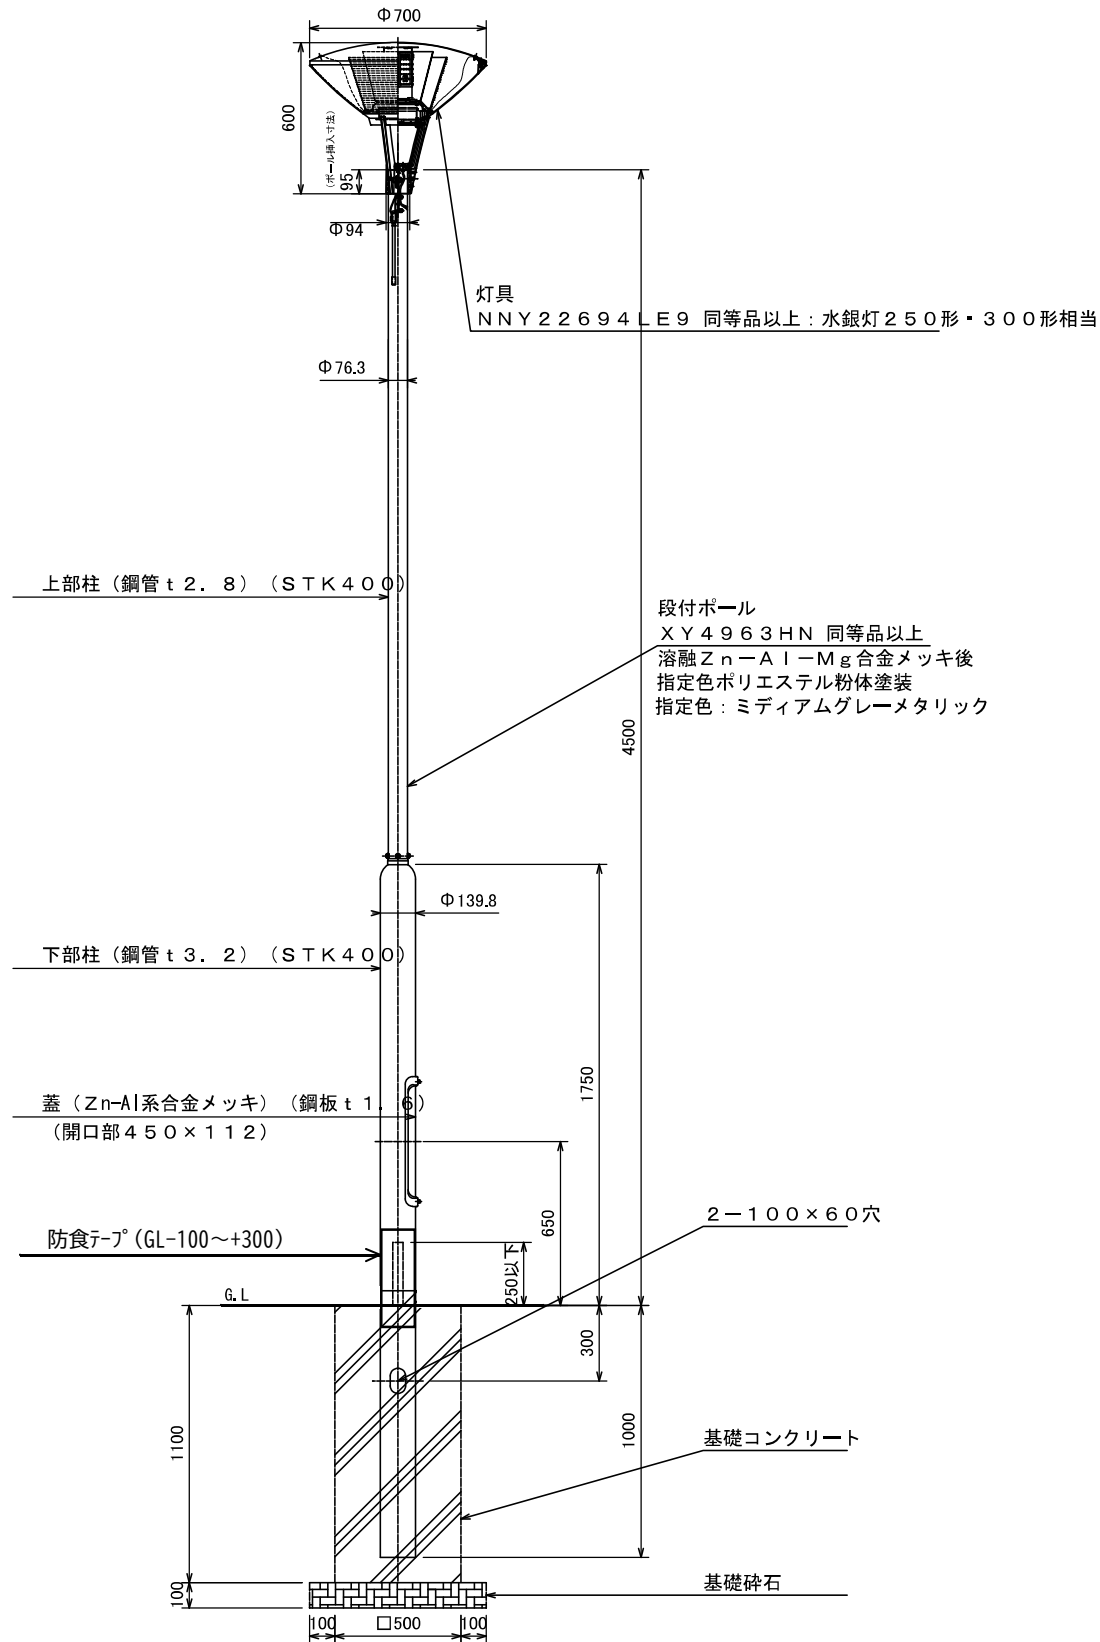 Φ700
600
(ポール挿入寸法)
95
Φ94
灯具
NNY22694LE9 同等品以上：水銀灯250形・300形相当
Φ76.3
上部柱（鋼管ｔ2．8）（STK400）
段付ポール
XY4963HN 同等品以上
溶融Zn－Al－Mg合金メッキ後
指定色ポリエステル粉体塗装
指定色：ミディアムグレーメタリック
4500
Φ139.8
下部柱（鋼管ｔ3．2）（STK400）
1750
蓋（Zn-Al系合金メッキ）（鋼板ｔ1．6）
（開口部450×112）
650
2－100×60穴
防食ﾃｰﾌﾟ(GL-100～+300)
250以下
G.L
300
1100
1000
基礎コンクリート
100
基礎砕石
100
□500
100